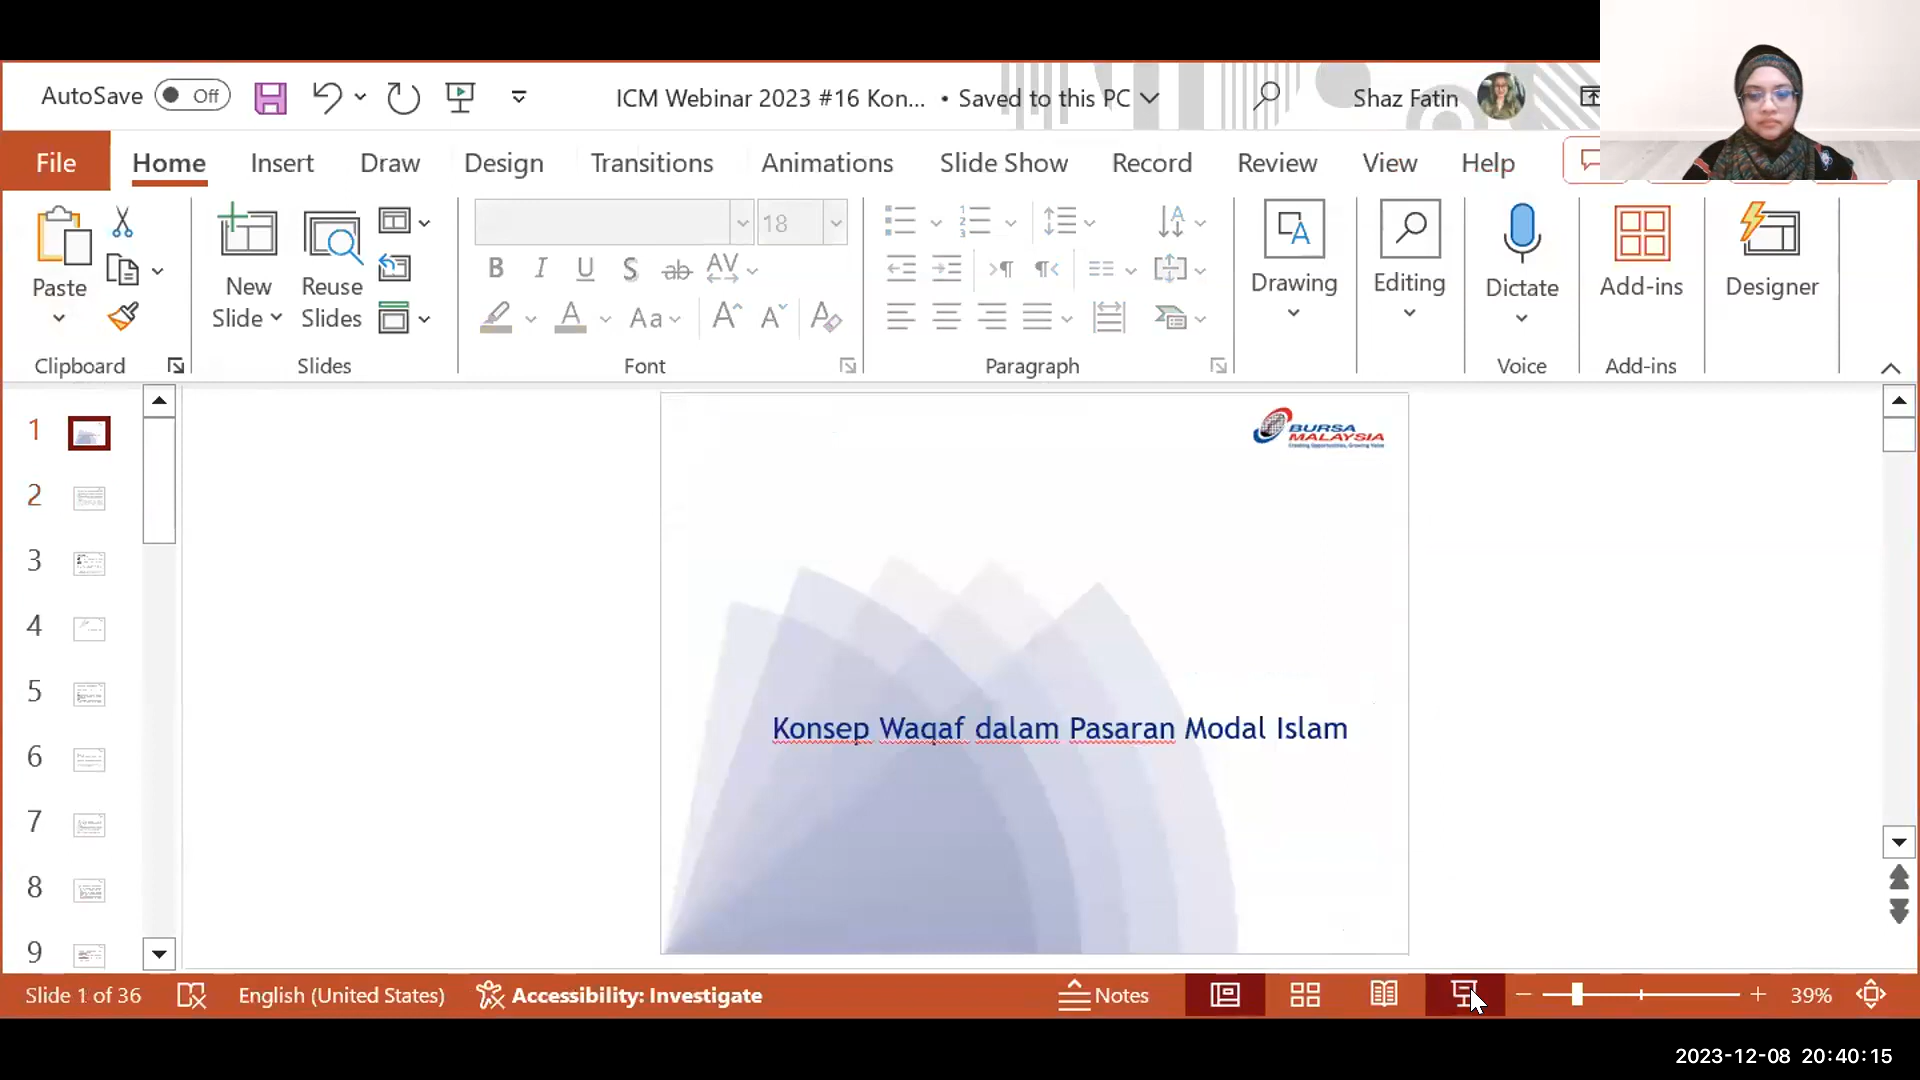 AutoSave Off ICM Webinar 2023 #16 Kon... • Saved to this PC Shaz Fatin
File Home Insert Draw Design Transitions Animations Slide Show Record Review View Help
18
B I U S ab AV
Aa A A A
Paste New Slide Reuse Slides Drawing Editing Dictate Add-ins Designer
Clipboard Slides Font Paragraph Voice Add-ins
1
2
3
4
5
6
7
8
9
BURSA
MALAYSIA
Konsep Waqaf dalam Pasaran Modal Islam
Slide 1 of 36 English (United States) Accessibility: Investigate Notes 39%
2023-12-08 20:40:15